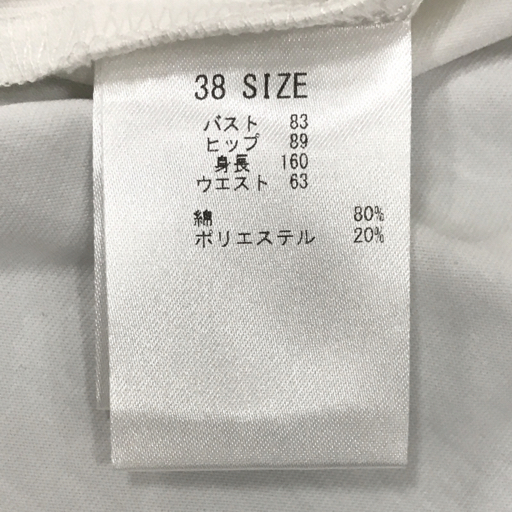 38 SIZE
バスト 83
ヒップ 89
身長 160
ウエスト 63
綿 80%
ポリエステル 20%